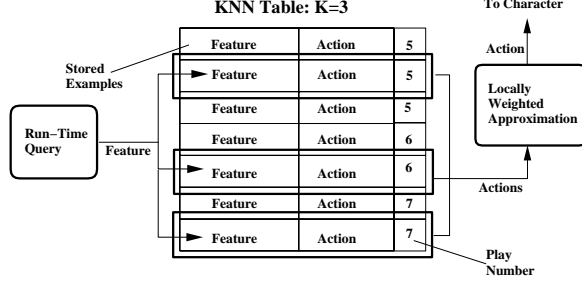 KNN Table: K=3
To Character
Feature Action 5
Action
Stored
Examples
Feature Action 5
Locally
Weighted
Approximation
Feature Action 5
Run-Time
Query
Feature
Feature Action 6
Feature Action 6
Actions
Feature Action 7
Feature Action 7
Play
Number